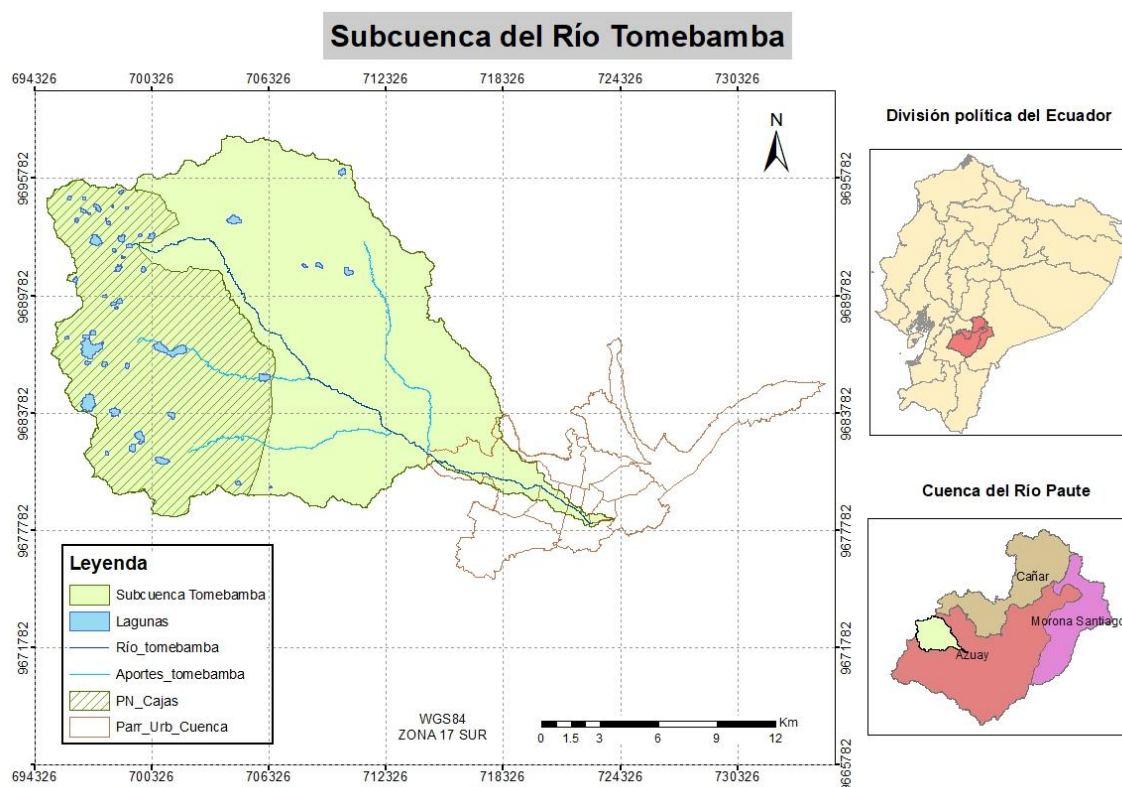 Subcuenca del Río Tomebamba
694326 700326 706326 712326 718326 724326 730326
9695782 9695782
9689782 9689782
9683782 9683782
9677782 9677782
9671782 9671782
9665782
N
Leyenda
Subcuenca Tomebamba
Lagunas
Río_tomebamba
Aportes_tomebamba
PN_Cajas
Parr_Urb_Cuenca
WGS84
ZONA 17 SUR
Km
0 1.5 3 6 9 12
694326 700326 706326 712326 718326 724326 730326
División política del Ecuador
Cuenca del Río Paute
Cañar
Morona Santiago
Azuay